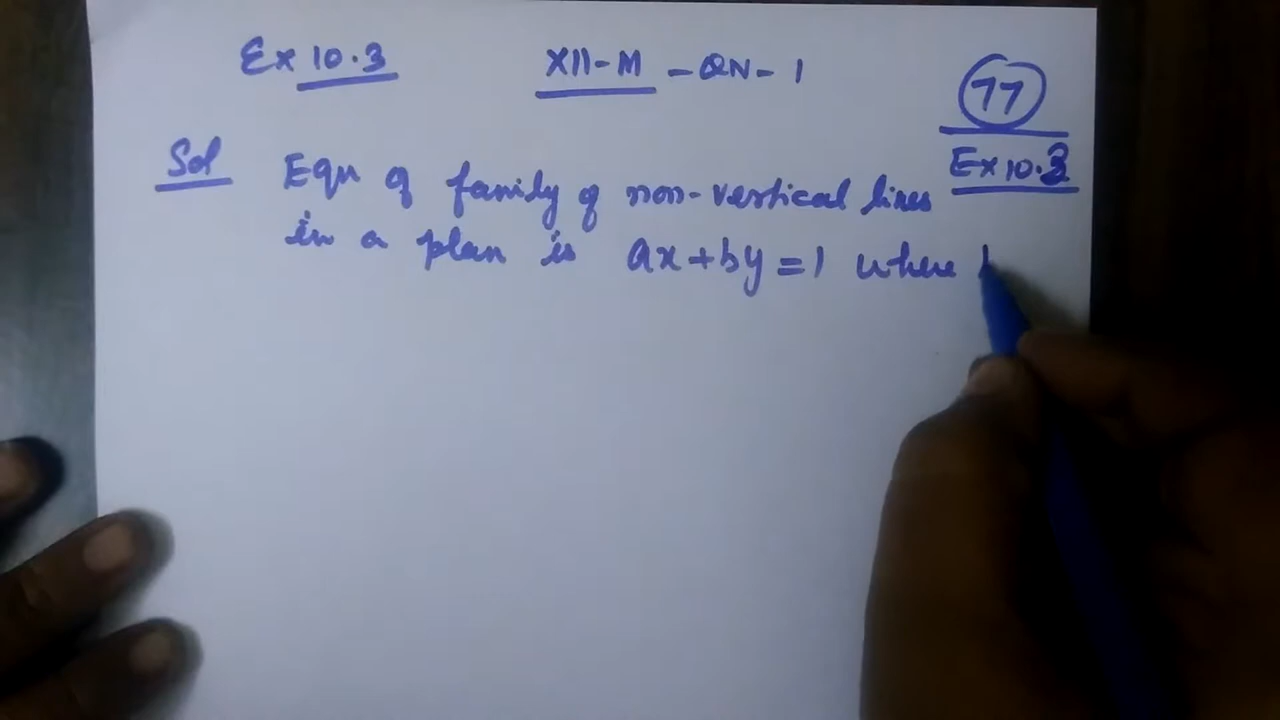 Ex 10.3 XII-M - QN-1
77
Ex 10.3
Sol Equ of family of non-vertical lines
in a plan is ax+by=1 where